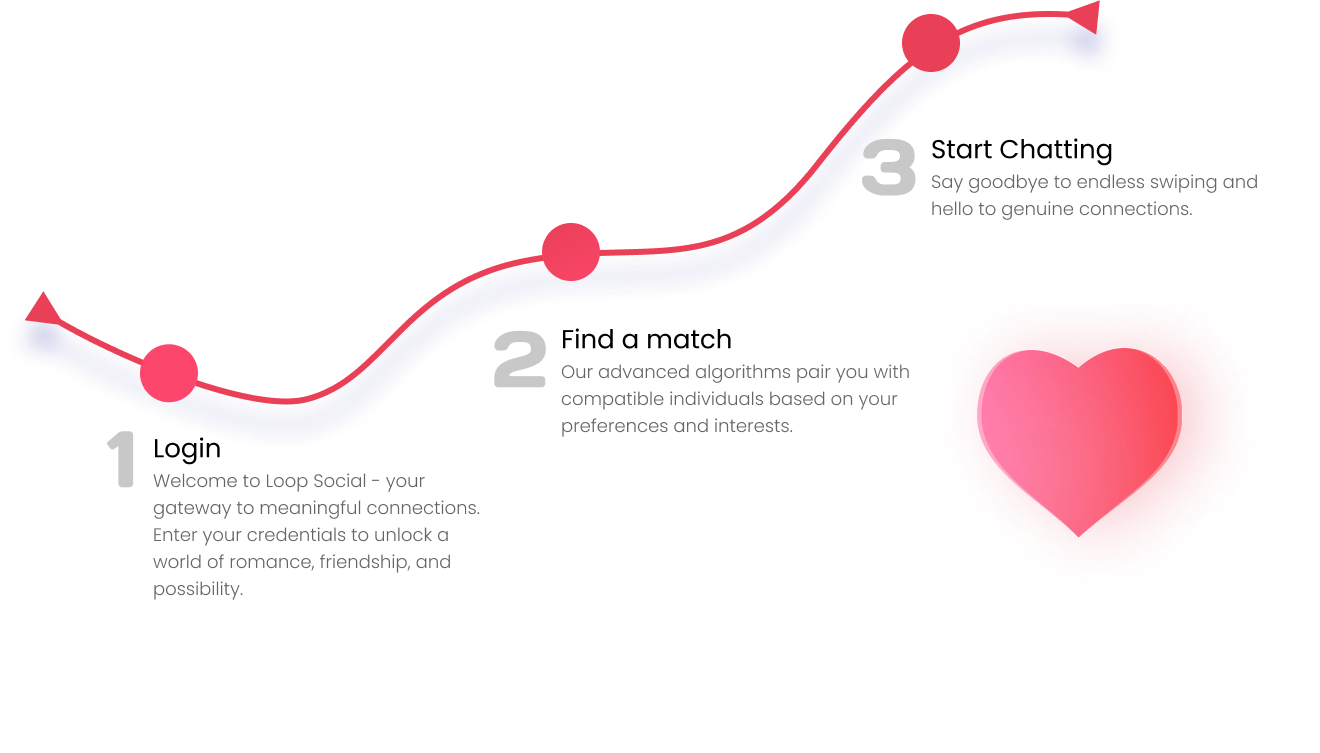 1
Login
Welcome to Loop Social - your
gateway to meaningful connections.
Enter your credentials to unlock a
world of romance, friendship, and
possibility.
2
Find a match
Our advanced algorithms pair you with
compatible individuals based on your
preferences and interests.
3
Start Chatting
Say goodbye to endless swiping and
hello to genuine connections.